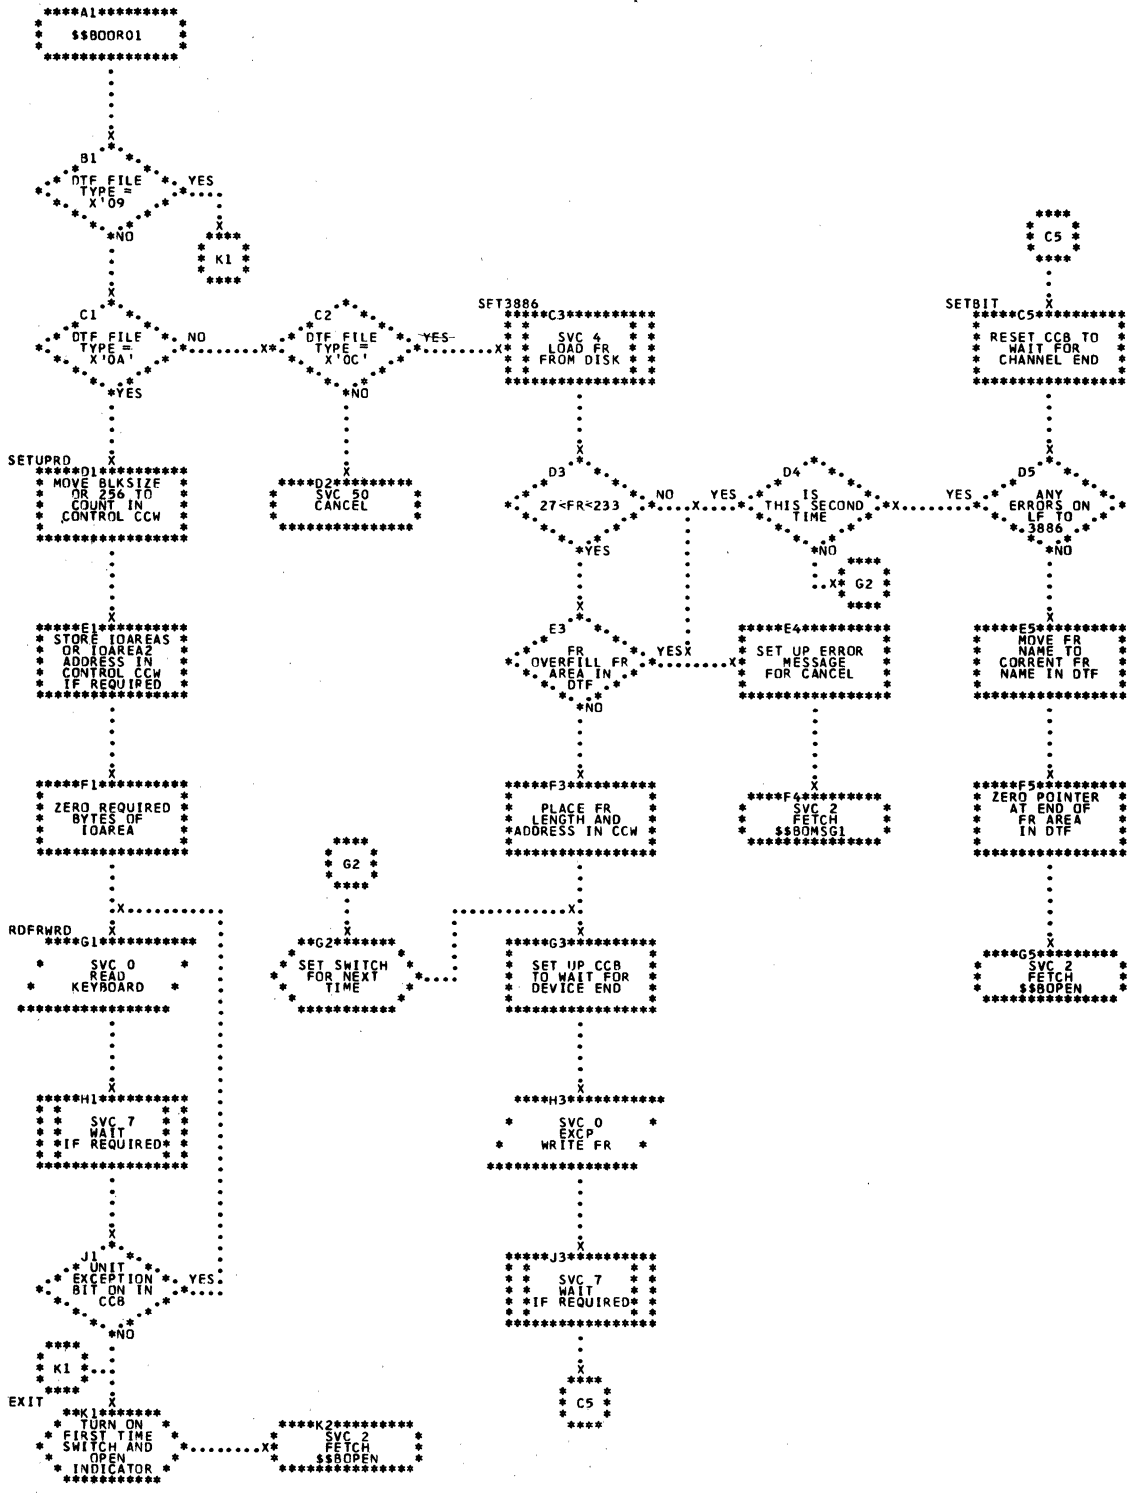 A1
$$BOOR01
B1
DTF FILE
TYPE =
X'09
YES
NO
K1
C5
C1
DTF FILE
TYPE =
X'0A'
NO
YES
C2
DTF FILE
TYPE =
X'0C'
YES
NO
SET3886
C3
SVC 4
LOAD FR
FROM DISK
SETBIT
C5
RESET CCB TO
WAIT FOR
CHANNEL END
SETUPRD
D1
MOVE BLKSIZE
OR 256 TO
COUNT IN
CONTROL CCW
D2
SVC 50
CANCEL
D3
27<FR<233
NO
YES
D4
IS
THIS SECOND
TIME
YES
NO
G2
D5
ANY
ERRORS ON
LF TO
3886
YES
NO
E1
STORE IOAREAS
OR IOAREA2
ADDRESS IN
CONTROL CCW
IF REQUIRED
E3
FR
OVERFILL FR
AREA IN
DTF
YES
NO
E4
SET UP ERROR
MESSAGE
FOR CANCEL
E5
MOVE FR
NAME TO
CORRENT FR
NAME IN DTF
F1
ZERO REQUIRED
BYTES OF
IOAREA
F3
PLACE FR
LENGTH AND
ADDRESS IN CCW
F4
SVC 2
FETCH
$$BOMSG1
F5
ZERO POINTER
AT END OF
FR AREA
IN DTF
G2
RDFRWRD
G1
SVC 0
READ
KEYBOARD
G2
SET SWITCH
FOR NEXT
TIME
G3
SET UP CCB
TO WAIT FOR
DEVICE END
G5
SVC 2
FETCH
$$BOPEN
H1
SVC 7
WAIT
IF REQUIRED
H3
SVC 0
EXCP
WRITE FR
J1
UNIT
EXCEPTION
BIT ON IN
CCB
YES
NO
J3
SVC 7
WAIT
IF REQUIRED
K1
C5
EXIT
K1
TURN ON
FIRST TIME
SWITCH AND
OPEN
INDICATOR
K2
SVC 2
FETCH
$$BOPEN